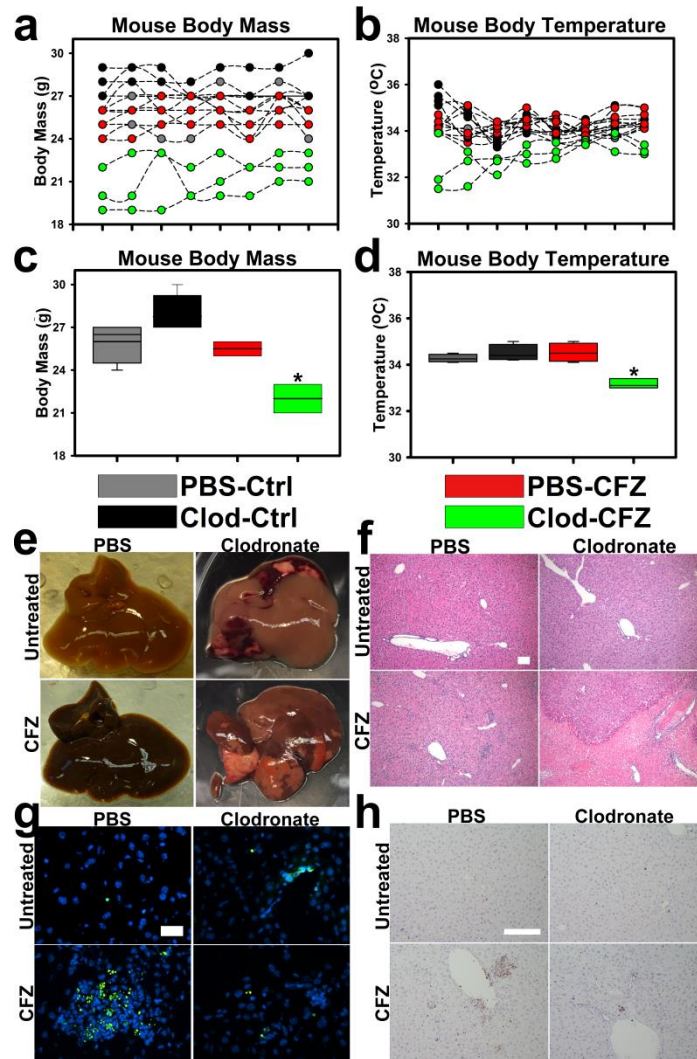 a Mouse Body Mass
Body Mass (g)
30
27
24
21
18
b Mouse Body Temperature
Temperature (ºC)
38
36
34
32
30
c Mouse Body Mass
Body Mass (g)
30
27
24
21
18
*
d Mouse Body Temperature
Temperature (ºC)
38
36
34
32
30
*
PBS-Ctrl
Clod-Ctrl
PBS-CFZ
Clod-CFZ
e PBS Clodronate
Untreated
CFZ
f PBS Clodronate
Untreated
CFZ
g PBS Clodronate
Untreated
CFZ
h PBS Clodronate
Untreated
CFZ